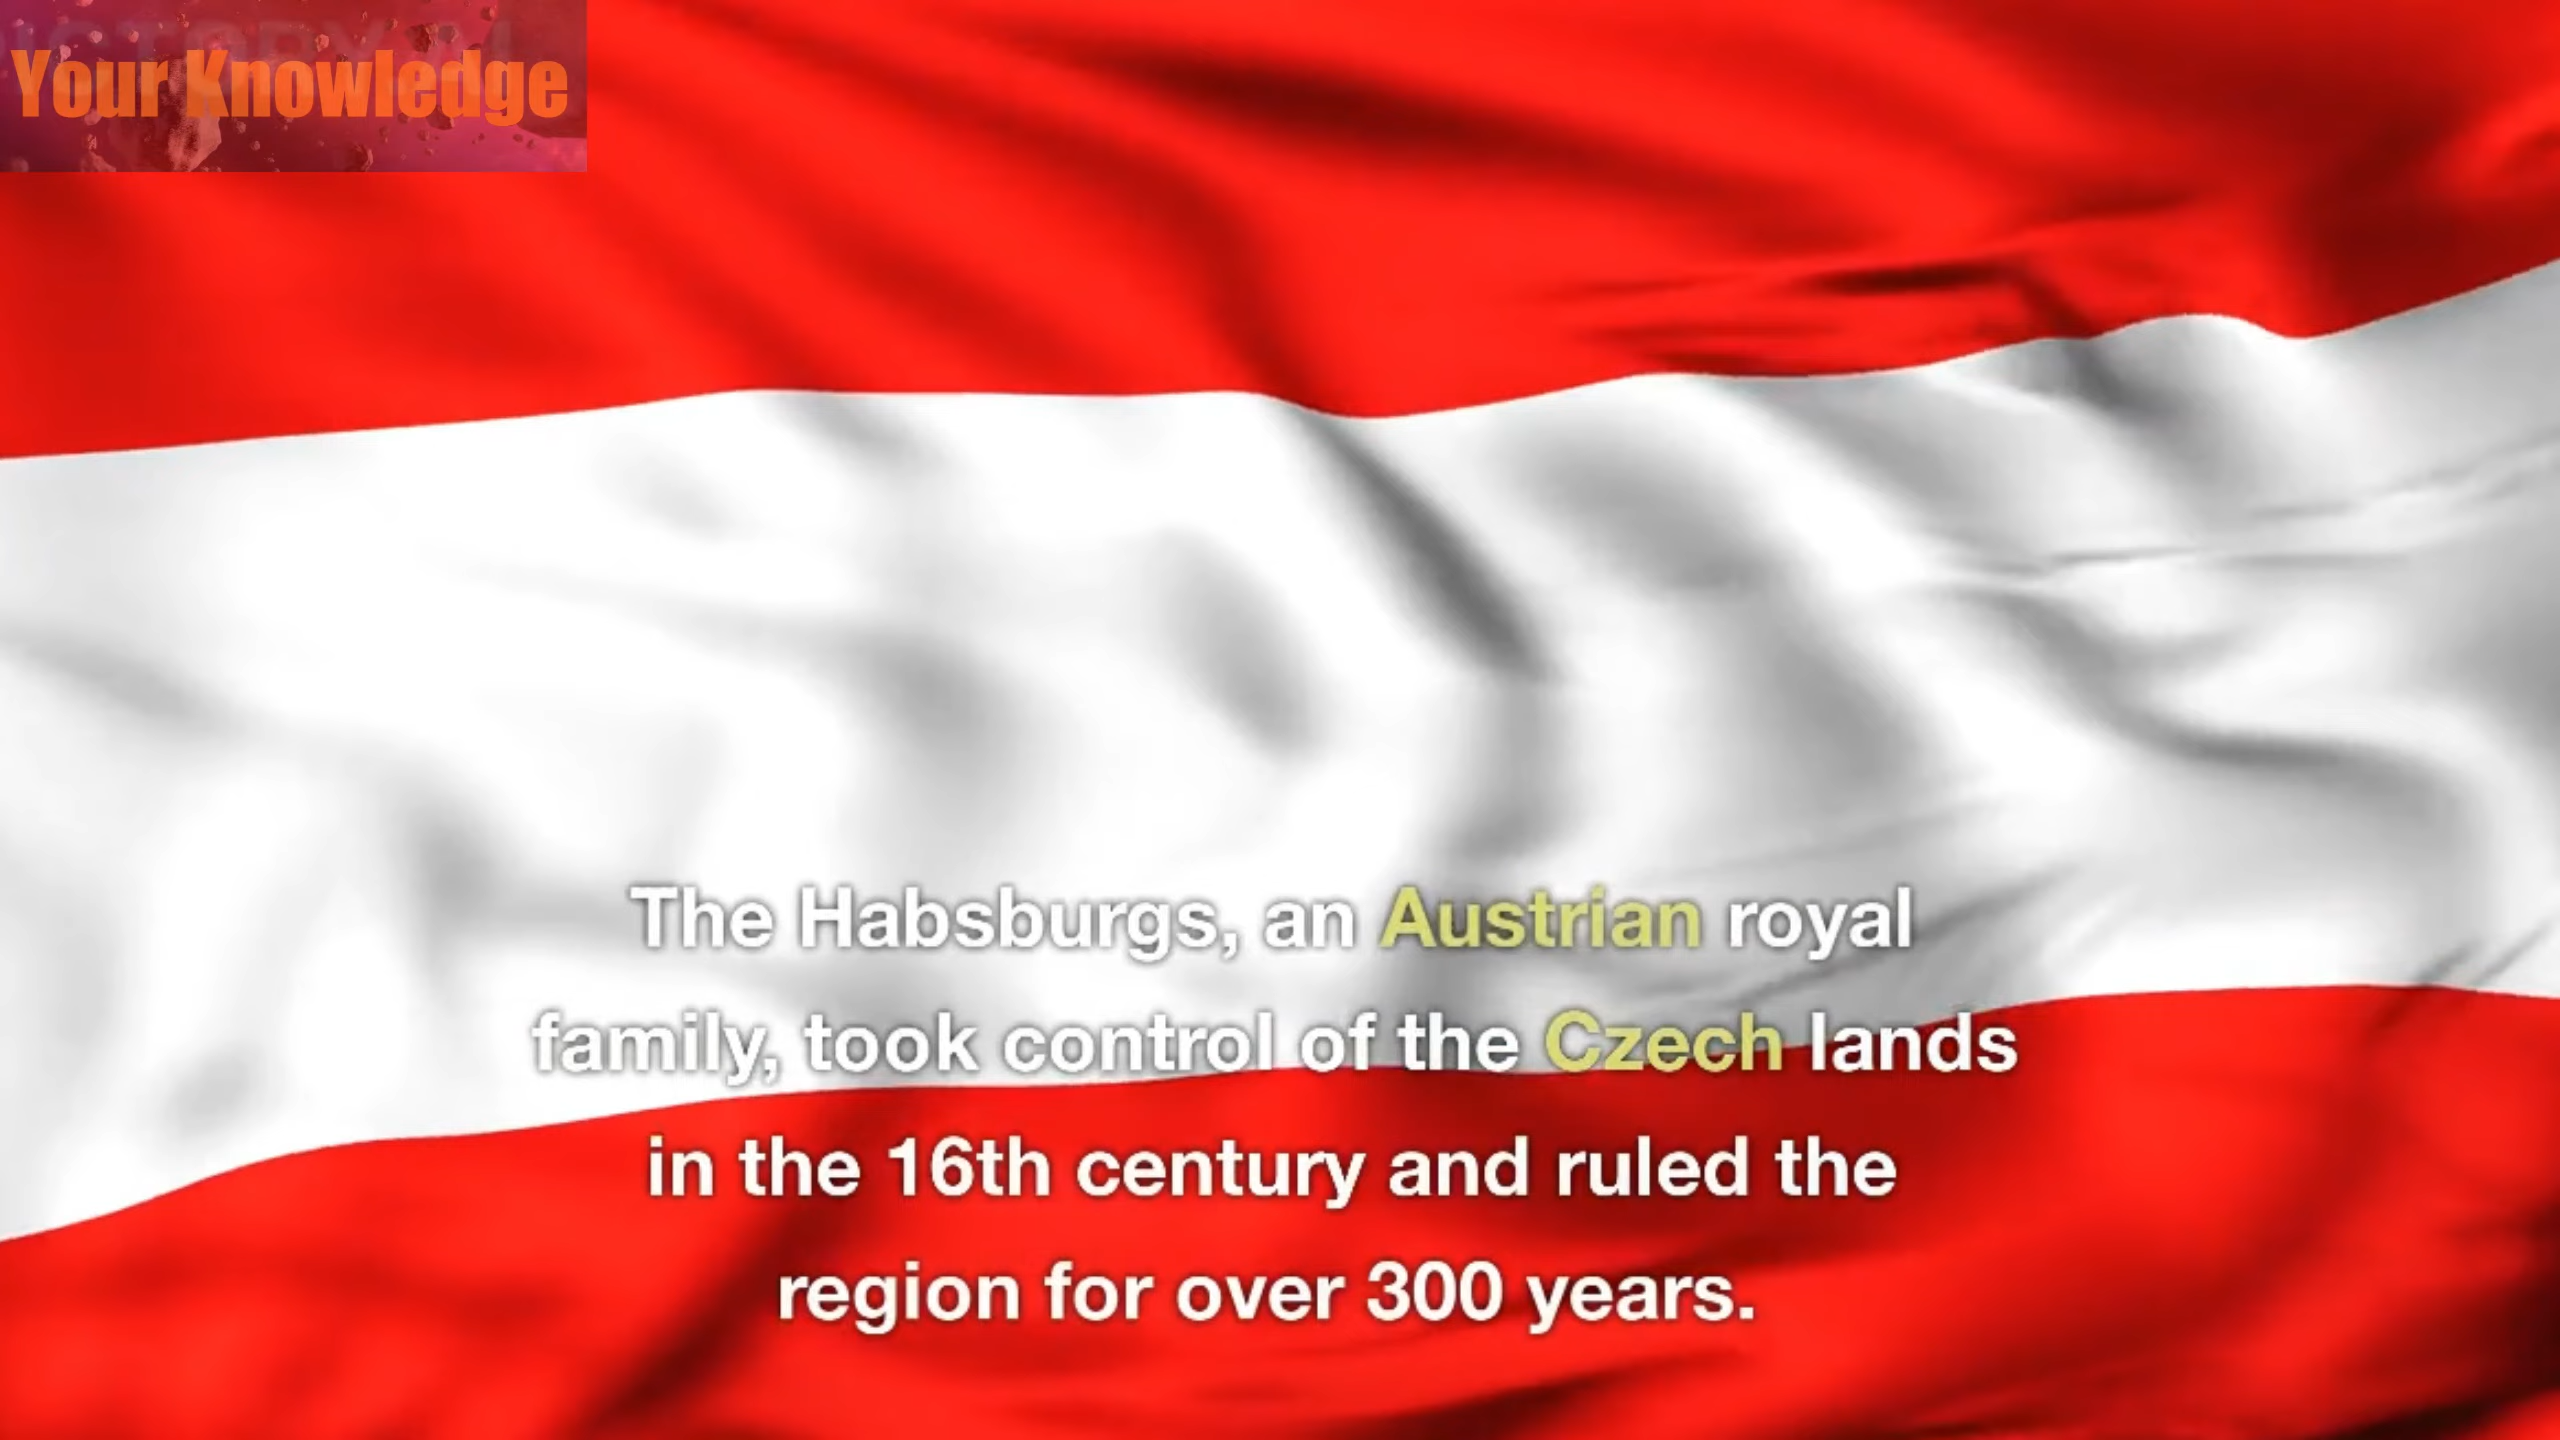 Your Knowledge
The Habsburgs, an Austrian royal
family, took control of the Czech lands
in the 16th century and ruled the
region for over 300 years.